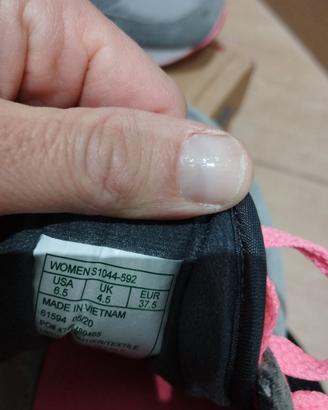 WOMENS1044-592
USA UK EUR
6.5 4.5 37.5
MADE IN VIETNAM
61594 05/20